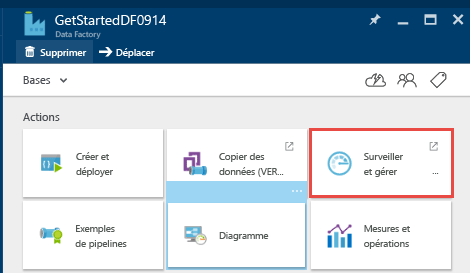 GetStartedDF0914
Data Factory
Supprimer Déplacer
Bases
Actions
Créer et
déployer
Copier des
données (VER...
Surveiller
et gérer ...
Exemples
de pipelines
Diagramme
Mesures et
opérations